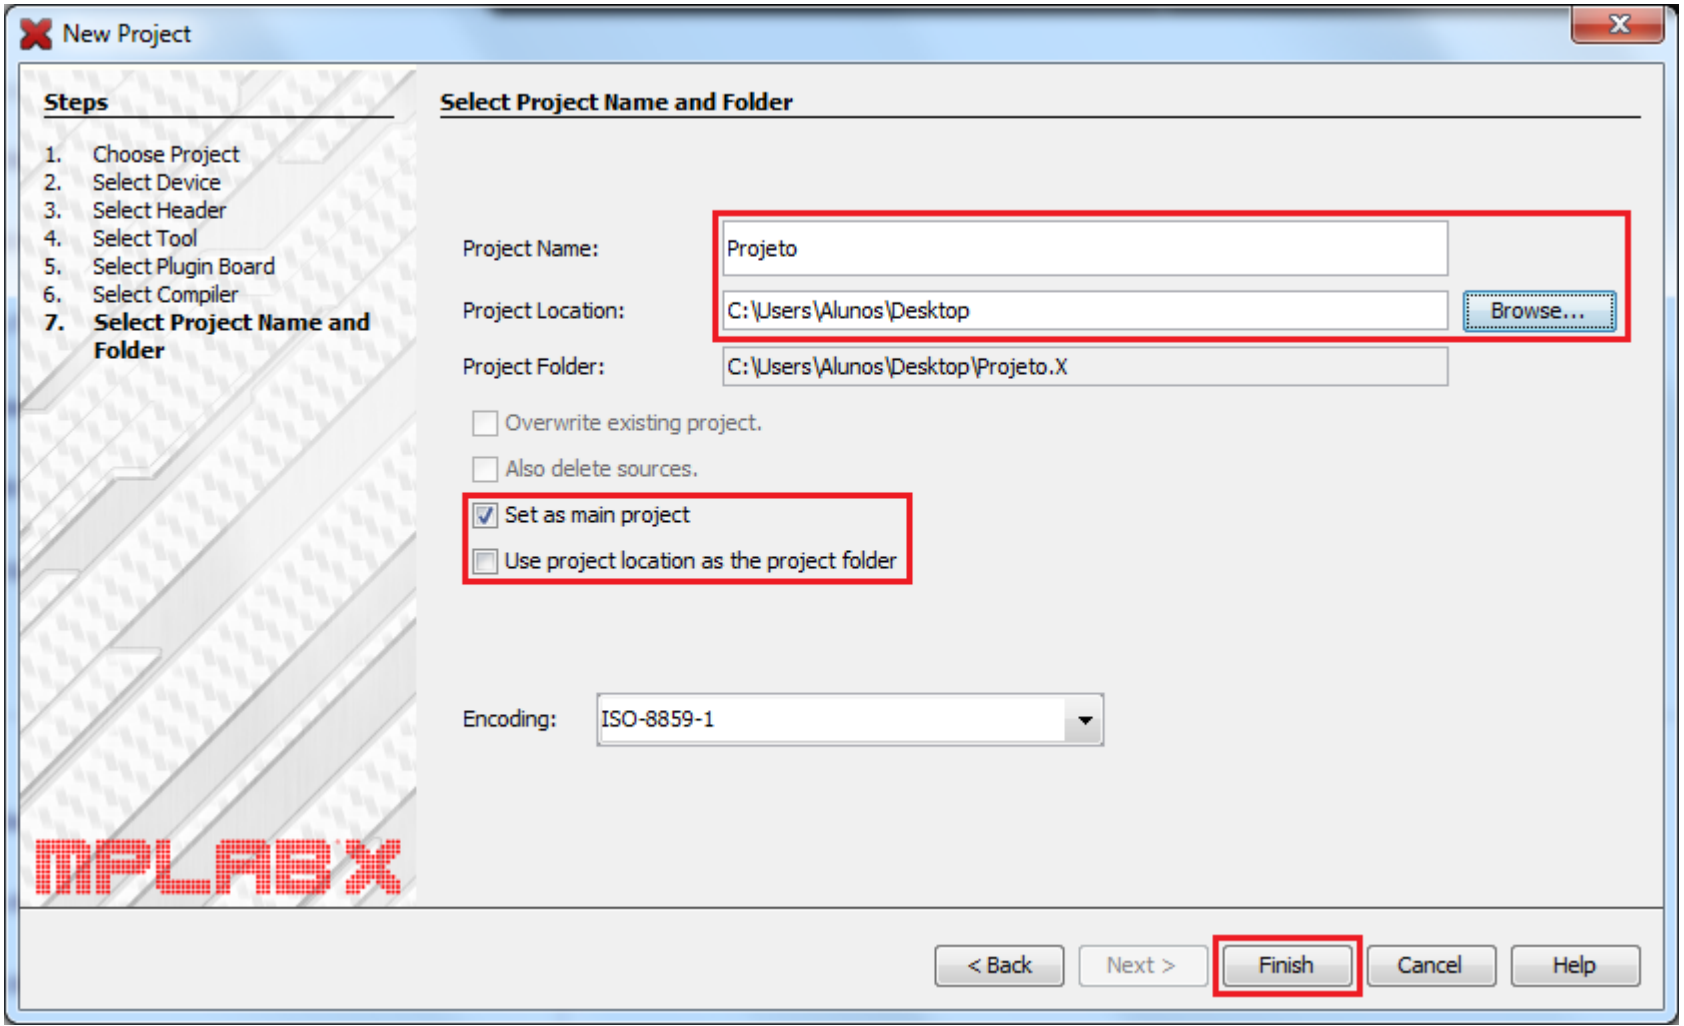 New Project
Steps
1. Choose Project
2. Select Device
3. Select Header
4. Select Tool
5. Select Plugin Board
6. Select Compiler
7. Select Project Name and
Folder
MPLAB X
Select Project Name and Folder
Project Name: Projeto
Project Location: C:\Users\Alunos\Desktop Browse...
Project Folder: C:\Users\Alunos\Desktop\Projeto.X
Overwrite existing project.
Also delete sources.
Set as main project
Use project location as the project folder
Encoding: ISO-8859-1
< Back Next > Finish Cancel Help